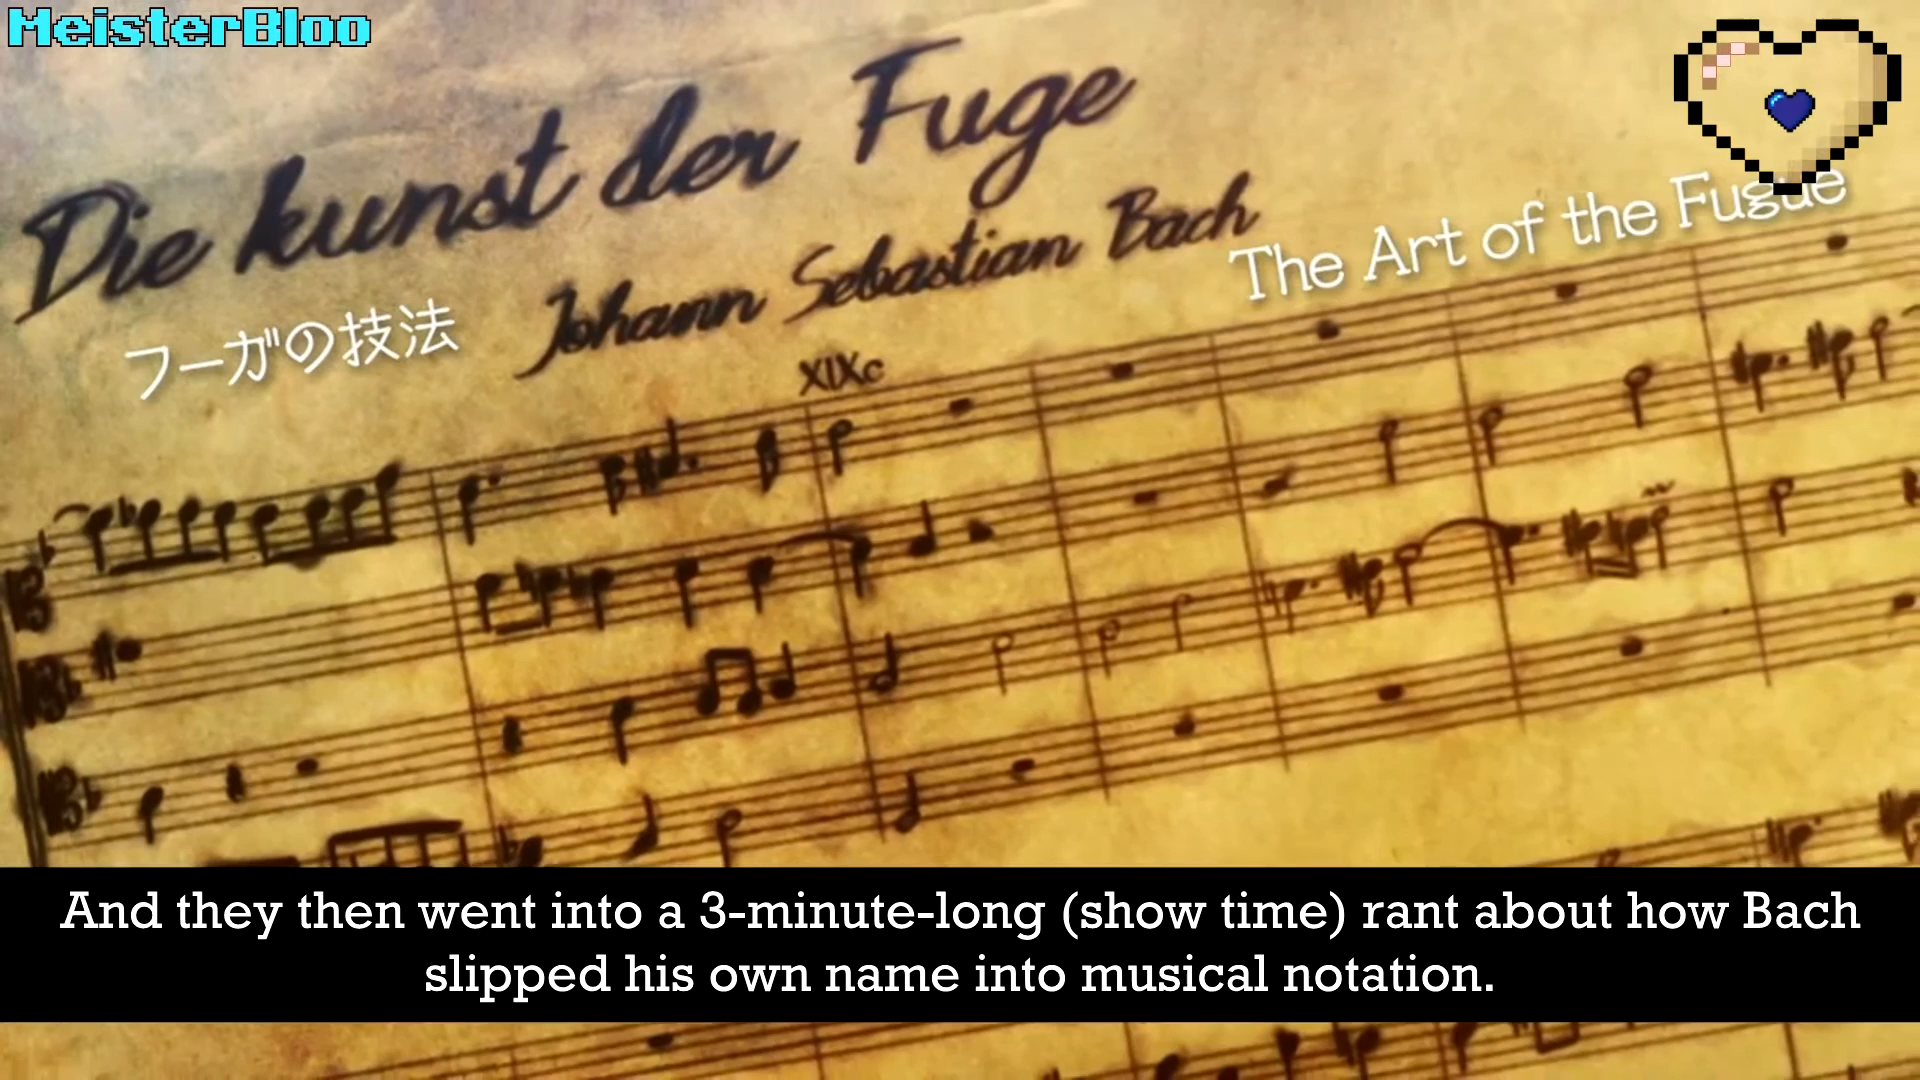 MeisterBloo
Die kunst der Fuge
Johann Sebastian Bach
The Art of the Fugue
フーガの技法
XIXc
And they then went into a 3-minute-long (show time) rant about how Bach
slipped his own name into musical notation.